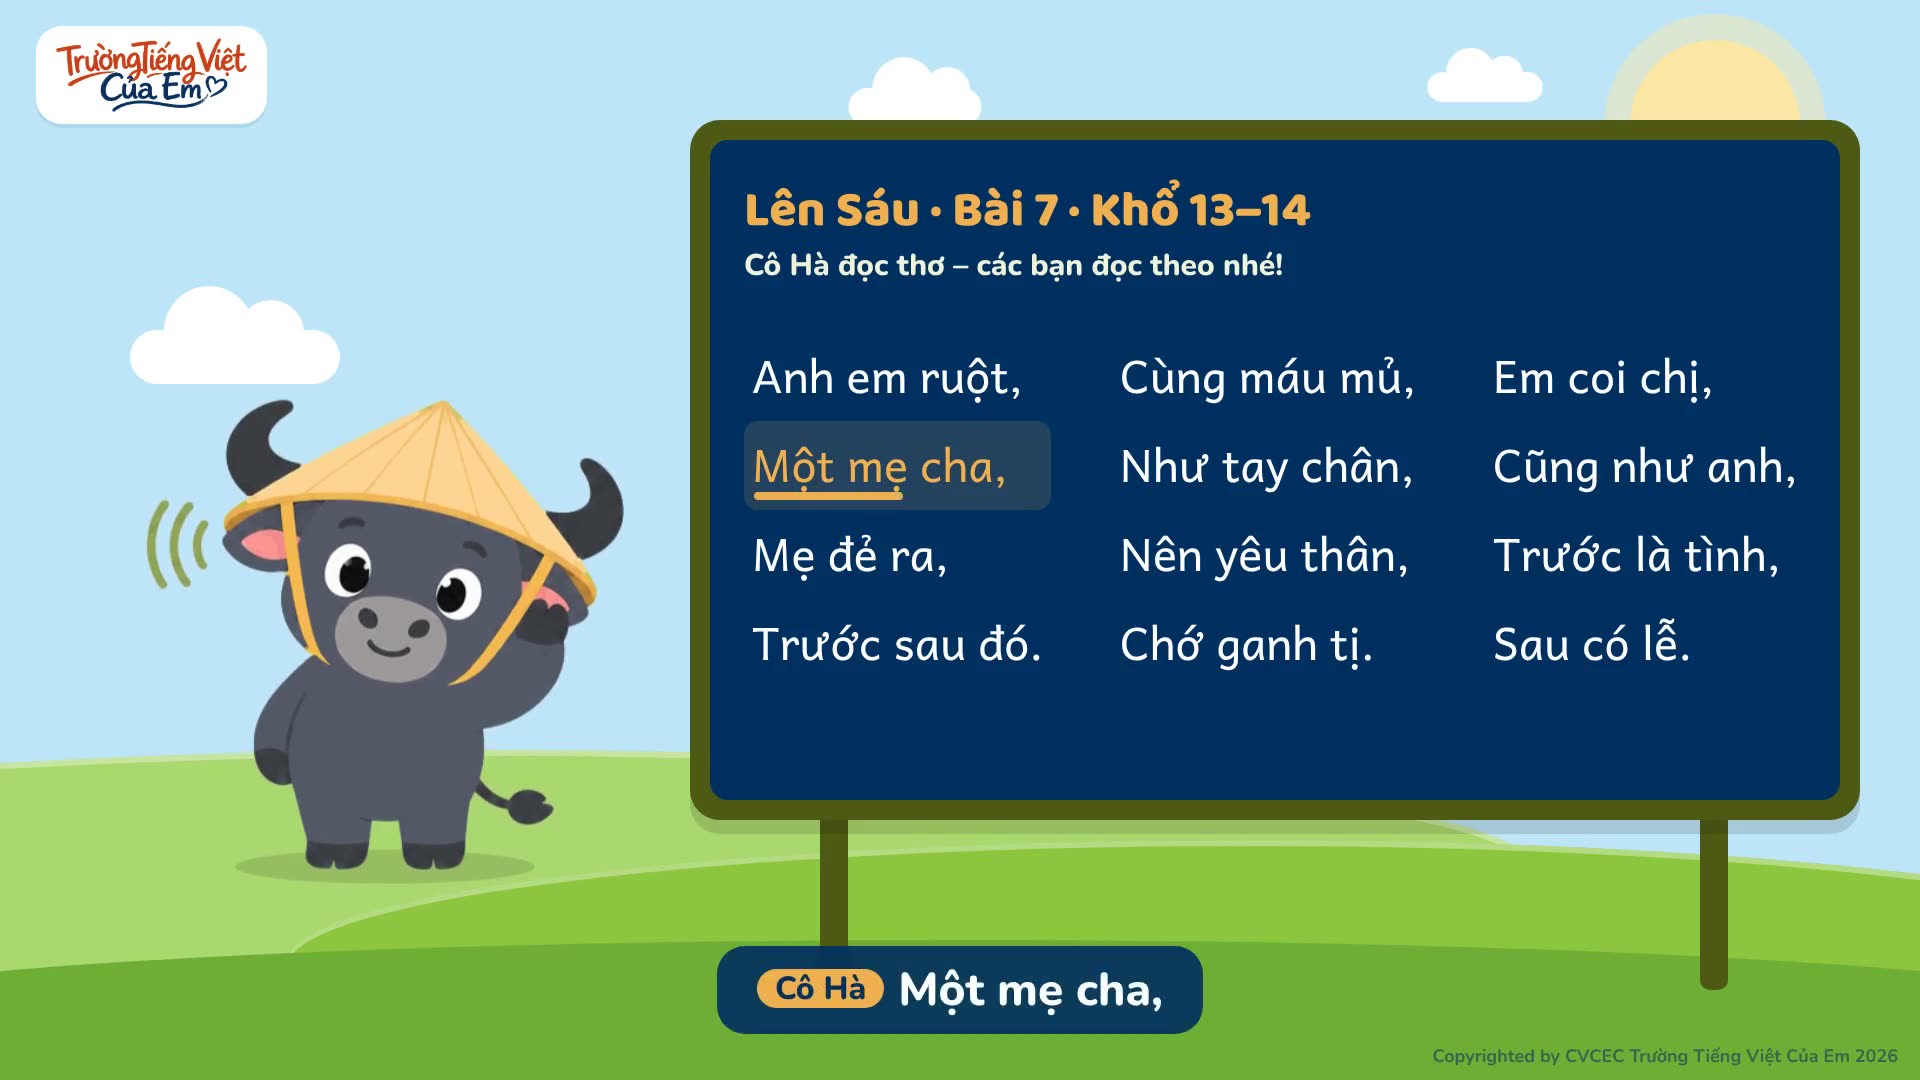 Trường Tiếng Việt
Của Em
Lên Sáu · Bài 7 · Khổ 13–14
Cô Hà đọc thơ – các bạn đọc theo nhé!
Anh em ruột,
Một mẹ cha,
Mẹ đẻ ra,
Trước sau đó.
Cùng máu mủ,
Như tay chân,
Nên yêu thân,
Chớ ganh tị.
Em coi chị,
Cũng như anh,
Trước là tình,
Sau có lễ.
Cô Hà Một mẹ cha,
Copyrighted by CVCEC Trường Tiếng Việt Của Em 2026